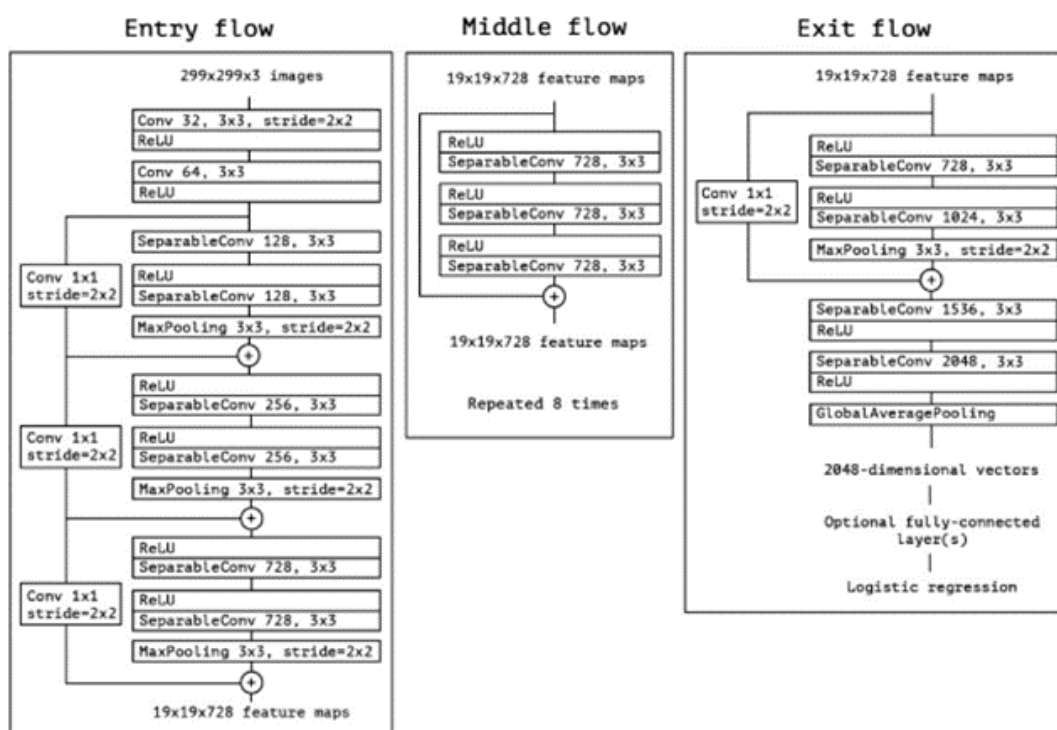 Entry flow
299x299x3 images
Conv 32, 3x3, stride=2x2
ReLU
Conv 64, 3x3
ReLU
SeparableConv 128, 3x3
Conv 1x1
stride=2x2
ReLU
SeparableConv 128, 3x3
MaxPooling 3x3, stride=2x2
+
ReLU
SeparableConv 256, 3x3
Conv 1x1
stride=2x2
ReLU
SeparableConv 256, 3x3
MaxPooling 3x3, stride=2x2
+
ReLU
SeparableConv 728, 3x3
Conv 1x1
stride=2x2
ReLU
SeparableConv 728, 3x3
MaxPooling 3x3, stride=2x2
+
19x19x728 feature maps
Middle flow
19x19x728 feature maps
ReLU
SeparableConv 728, 3x3
ReLU
SeparableConv 728, 3x3
ReLU
SeparableConv 728, 3x3
+
19x19x728 feature maps
Repeated 8 times
Exit flow
19x19x728 feature maps
ReLU
SeparableConv 728, 3x3
Conv 1x1
stride=2x2
ReLU
SeparableConv 1024, 3x3
MaxPooling 3x3, stride=2x2
+
SeparableConv 1536, 3x3
ReLU
SeparableConv 2048, 3x3
ReLU
GlobalAveragePooling
2048-dimensional vectors
Optional fully-connected
layer(s)
Logistic regression